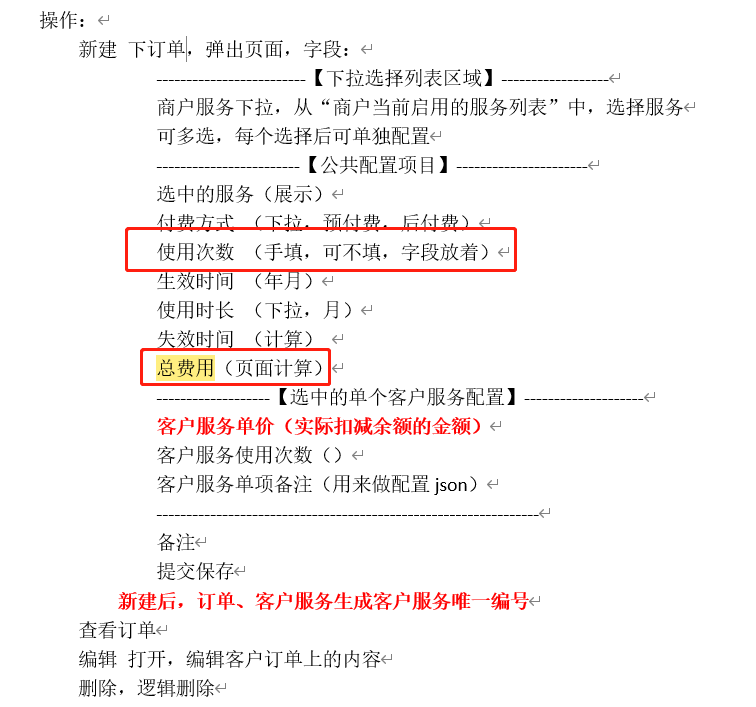 操作：
新建 下订单，弹出页面，字段：
-------------------------【下拉选择列表区域】------------------
商户服务下拉，从“商户当前启用的服务列表”中，选择服务
可多选，每个选择后可单独配置
------------------------【公共配置项目】----------------------
选中的服务（展示）
付费方式 （下拉，预付费，后付费）
使用次数 （手填，可不填，字段放着）
生效时间 （年月）
使用时长 （下拉，月）
失效时间 （计算）
总费用（页面计算）
-------------------【选中的单个客户服务配置】--------------------
客户服务单价（实际扣减余额的金额）
客户服务使用次数（）
客户服务单项备注（用来做配置 json）
----------------------------------------------------------------
备注
提交保存
新建后，订单、客户服务生成客户服务唯一编号
查看订单
编辑 打开，编辑客户订单上的内容
删除，逻辑删除